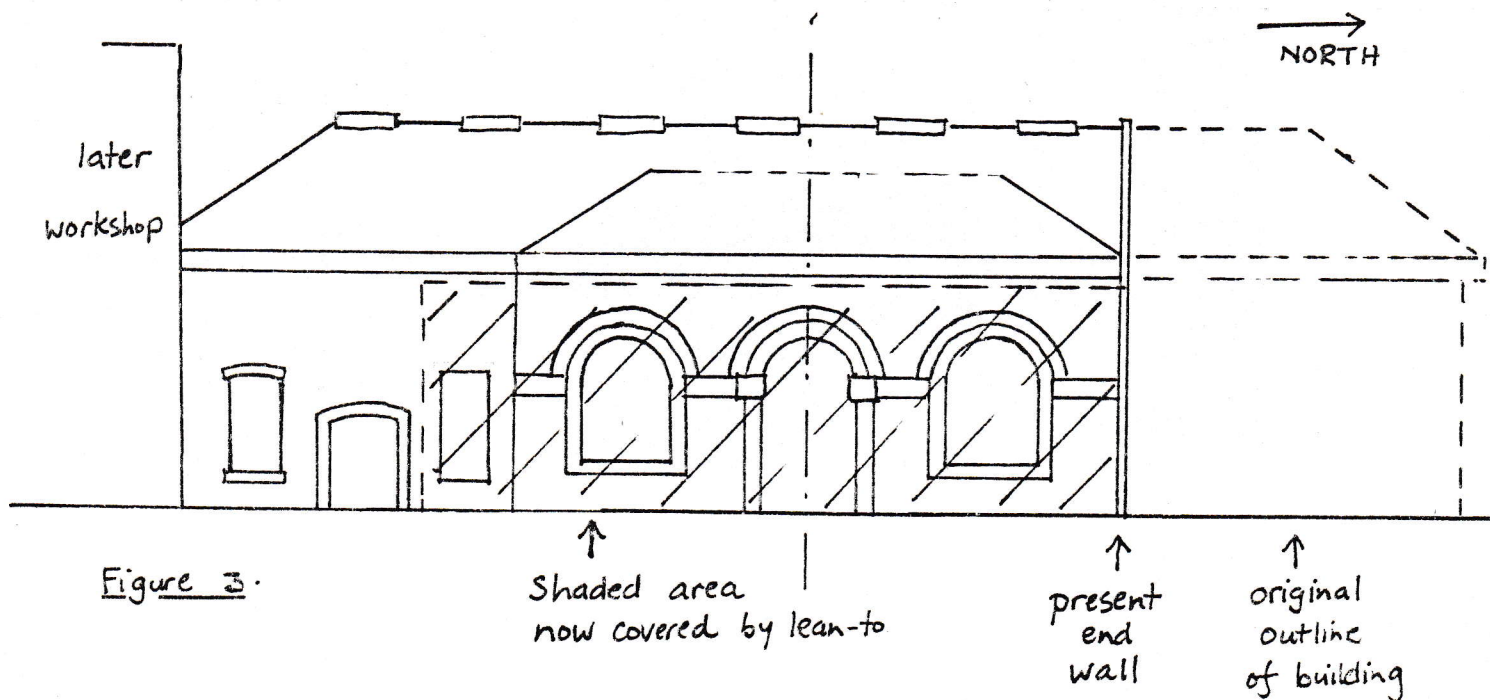 NORTH
later
workshop
Figure 3.
Shaded area
now covered by lean-to
present
end
wall
original
outline
of building